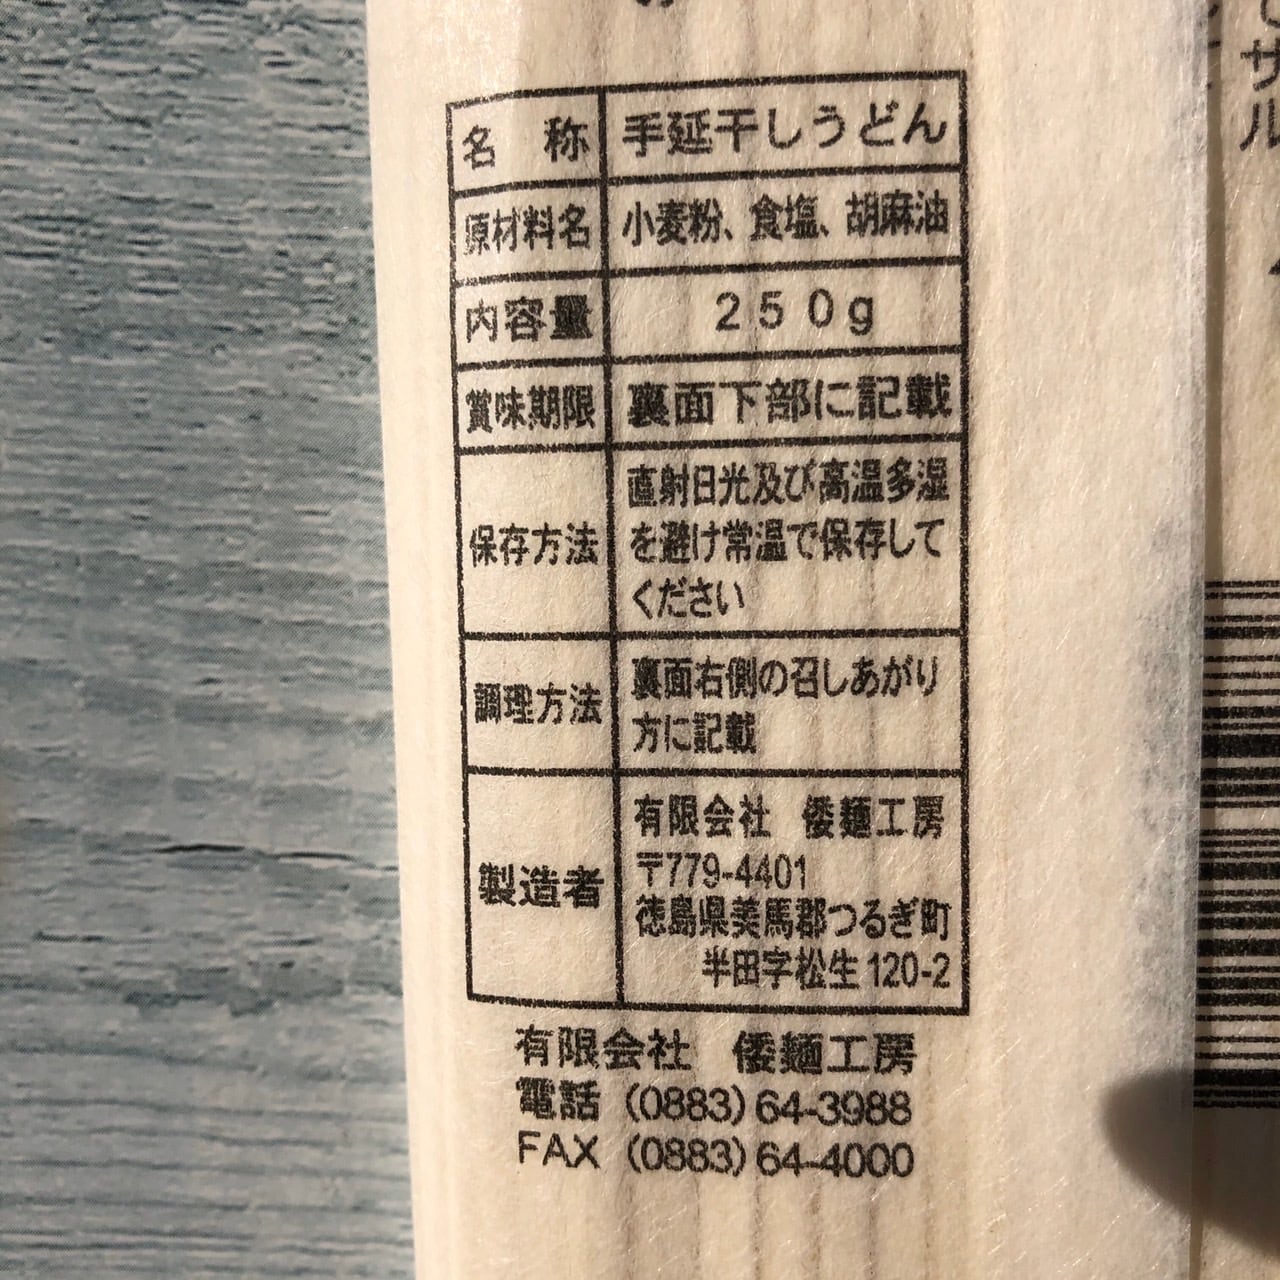 名 称 手延干しうどん
原材料名 小麦粉、食塩、胡麻油
内容量 250g
賞味期限 裏面下部に記載
保存方法 直射日光及び高温多湿
を避け常温で保存して
ください
調理方法 裏面右側の召しあがり
方に記載
製造者 有限会社 倭麺工房
〒779-4401
徳島県美馬郡つるぎ町
半田字松生120-2
有限会社 倭麺工房
電話 (0883)64-3988
FAX (0883)64-4000
サ
ル